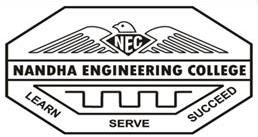 NEC
NANDHA ENGINEERING COLLEGE
LEARN
SERVE
SUCCEED